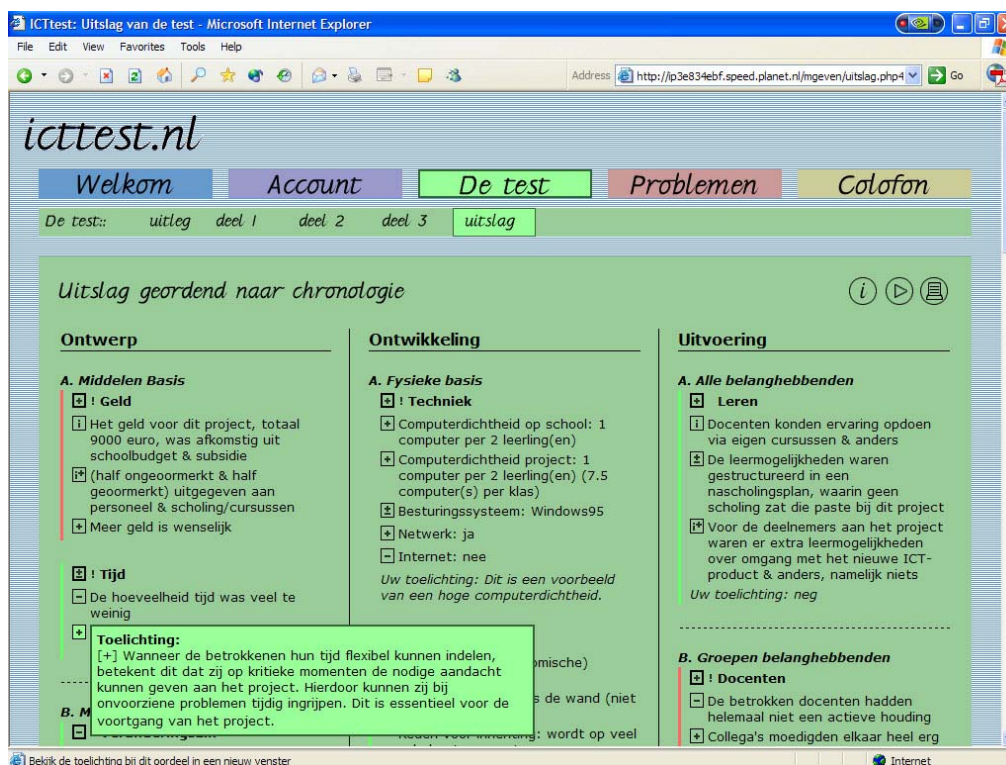 ICTtest: Uitslag van de test - Microsoft Internet Explorer
File Edit View Favorites Tools Help
Address http://ip3e834ebf.speed.planet.nl/mgeven/uitslag.php4 Go
icttest.nl
Welkom Account De test Problemen Colofon
De test:: uitleg deel 1 deel 2 deel 3 uitslag
Uitslag geordend naar chronologie
Ontwerp
A. Middelen Basis
! Geld
Het geld voor dit project, totaal
9000 euro, was afkomstig uit
schoolbudget & subsidie
(half ongeoormerkt & half
geoormerkt) uitgegeven aan
personeel & scholing/cursussen
Meer geld is wenselijk
! Tijd
De hoeveelheid tijd was veel te
weinig
Toelichting:
[+] Wanneer de betrokkenen hun tijd flexibel kunnen indelen,
betekent dit dat zij op kritieke momenten de nodige aandacht
kunnen geven aan het project. Hierdoor kunnen zij bij
onvoorziene problemen tijdig ingrijpen. Dit is essentieel voor de
voortgang van het project.
B. M
Ontwikkeling
A. Fysieke basis
! Techniek
Computerdichtheid op school: 1
computer per 2 leerling(en)
Computerdichtheid project: 1
computer per 2 leerling(en) (7.5
computer(s) per klas)
Besturingssysteem: Windows95
Netwerk: ja
Internet: nee
Uw toelichting: Dit is een voorbeeld
van een hoge computerdichtheid.
omische)
s de wand (niet
: wordt op veel
Uitvoering
A. Alle belanghebbenden
Leren
Docenten konden ervaring opdoen
via eigen cursussen & anders
De leermogelijkheden waren
gestructureerd in een
nascholingsplan, waarin geen
scholing zat die paste bij dit project
Voor de deelnemers aan het project
waren er extra leermogelijkheden
over omgang met het nieuwe ICT-
product & anders, namelijk niets
Uw toelichting: neg
B. Groepen belanghebbenden
! Docenten
De betrokken docenten hadden
helemaal niet een actieve houding
Collega's moedigden elkaar heel erg
Bekijk de toelichting bij dit oordeel in een nieuw venster
Internet